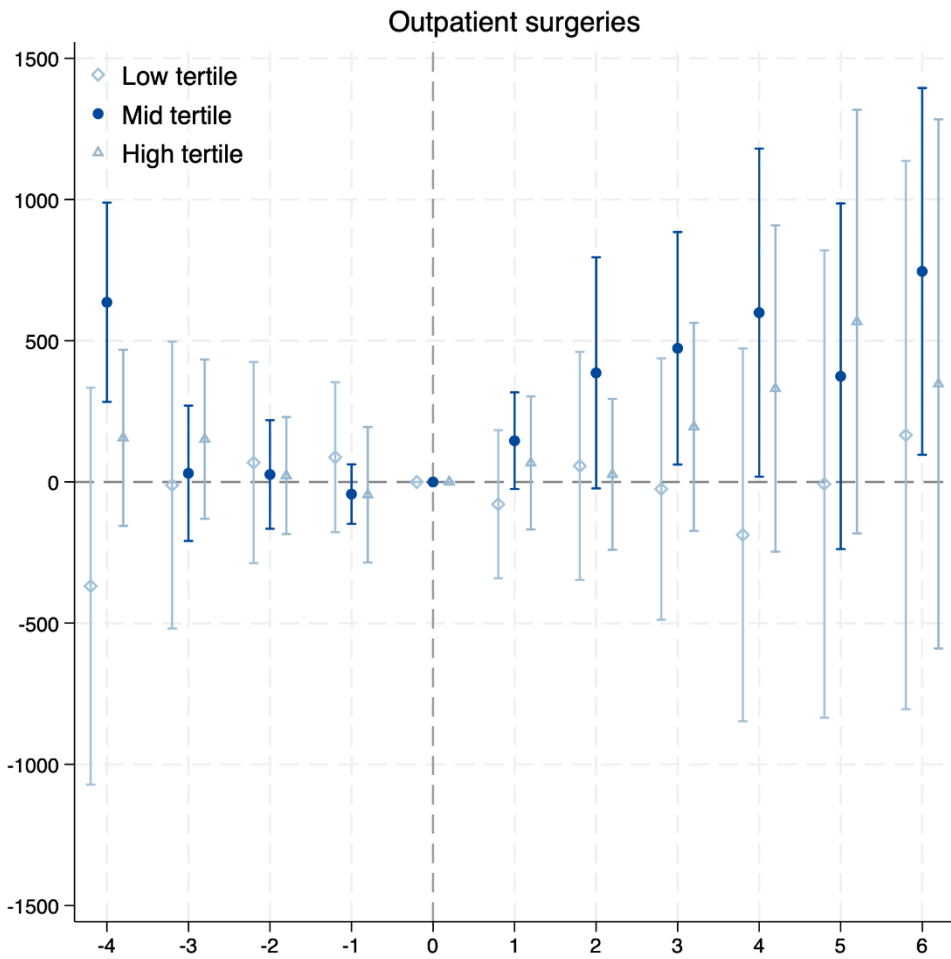 Outpatient surgeries
Low tertile
Mid tertile
High tertile
1500
1000
500
0
-500
-1000
-1500
-4 -3 -2 -1 0 1 2 3 4 5 6